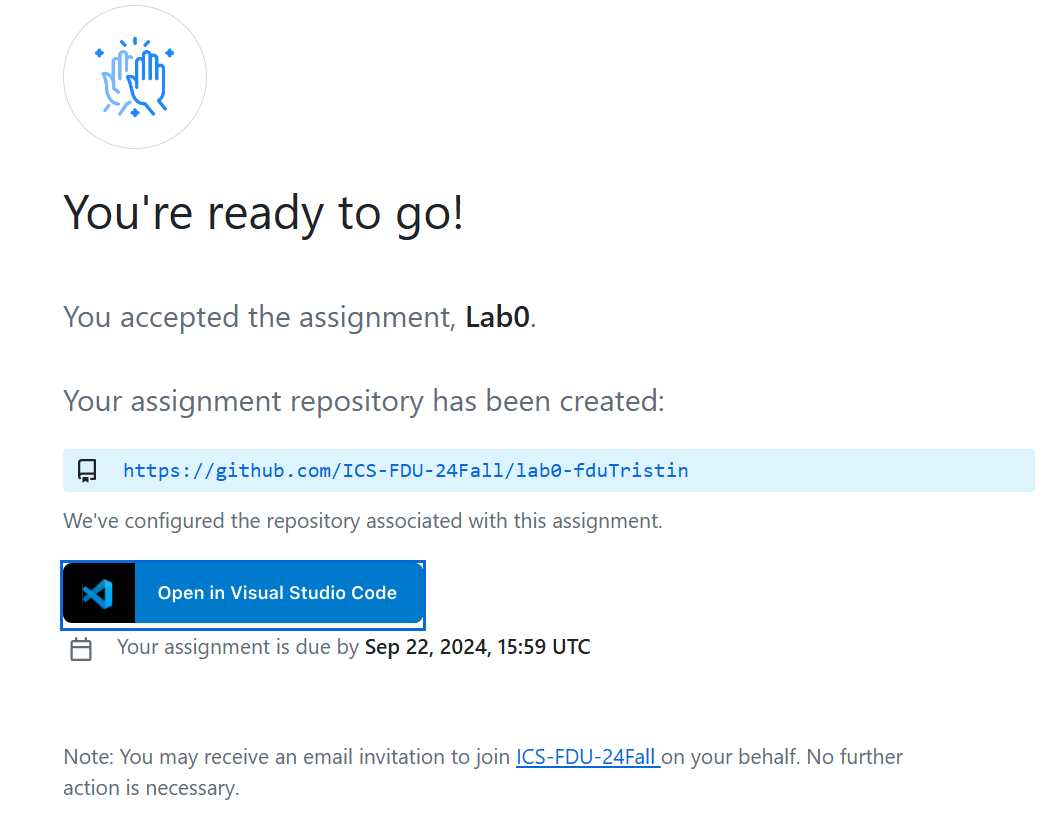 You're ready to go!
You accepted the assignment, Lab0.
Your assignment repository has been created:
https://github.com/ICS-FDU-24Fall/lab0-fduTristin
We've configured the repository associated with this assignment.
Open in Visual Studio Code
Your assignment is due by Sep 22, 2024, 15:59 UTC
Note: You may receive an email invitation to join ICS-FDU-24Fall on your behalf. No further
action is necessary.